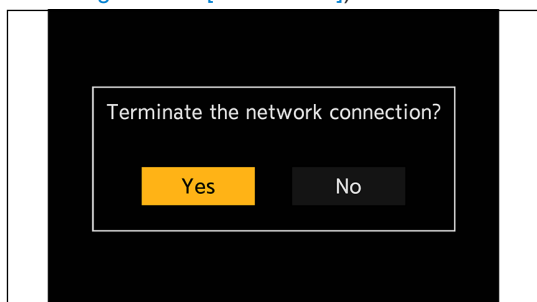 Terminate the network connection?
Yes No